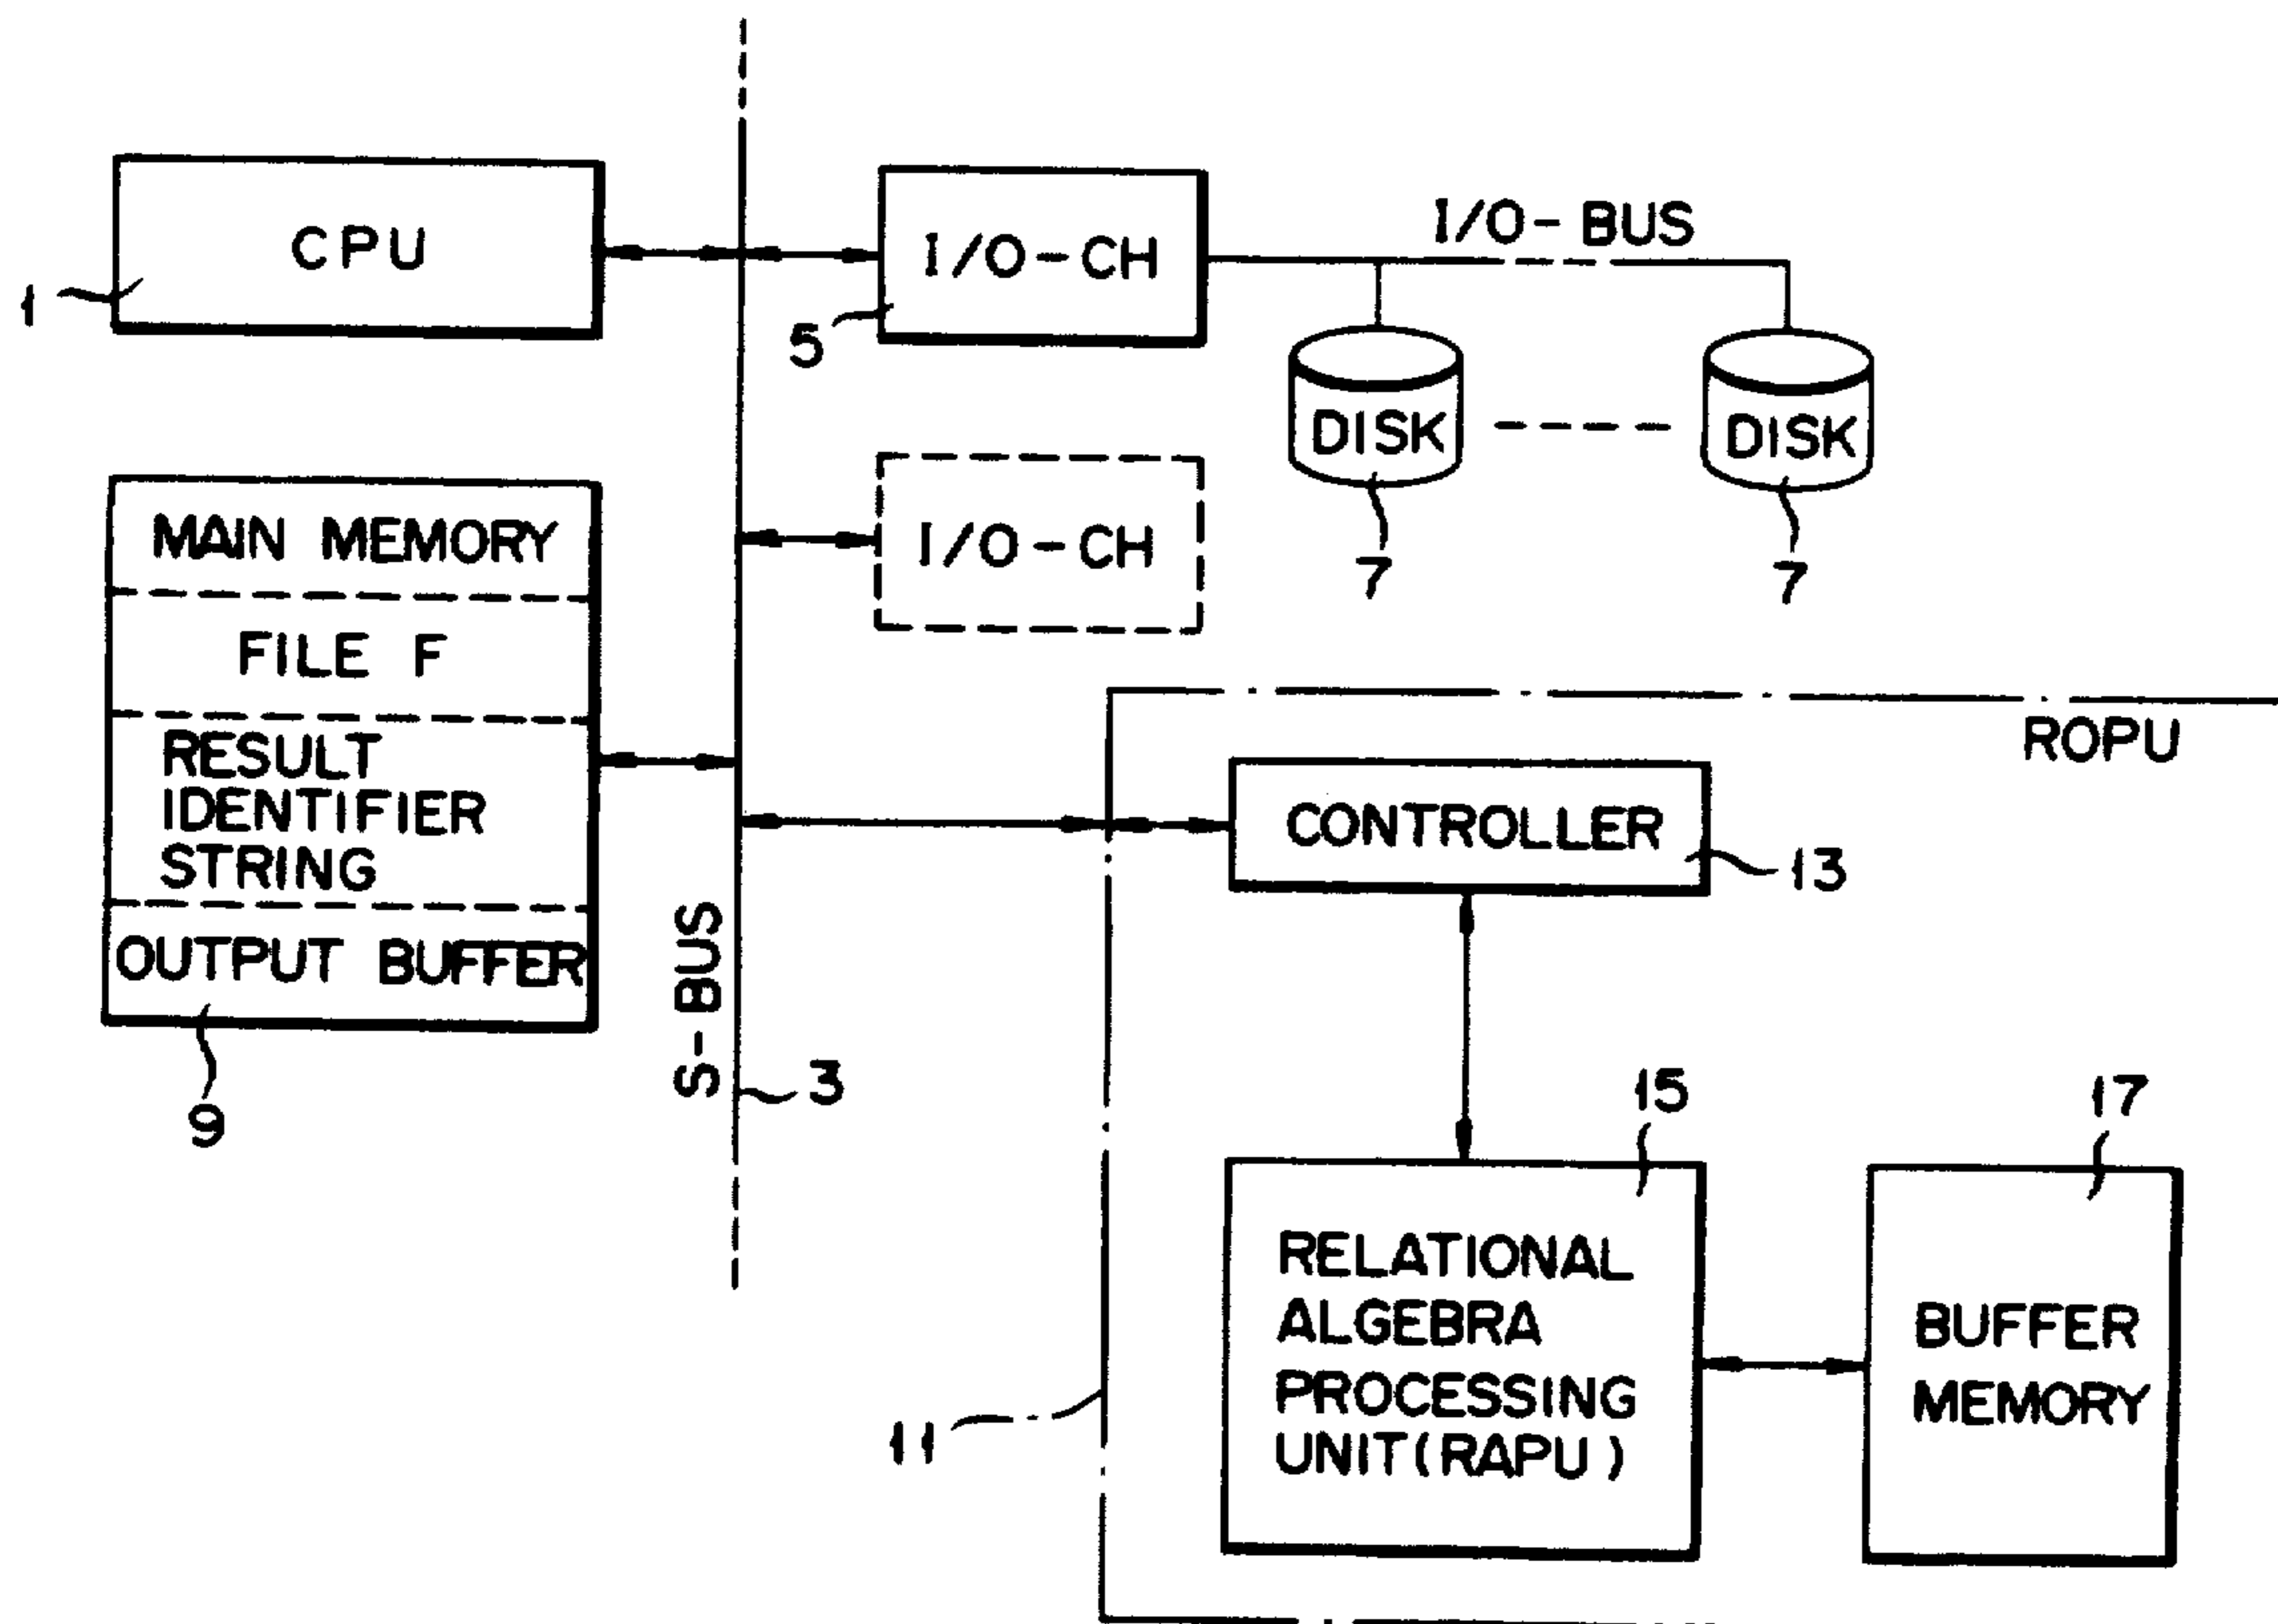 CPU
1
I/O-CH
5
I/O-BUS
DISK
7
DISK
7
I/O-CH
MAIN MEMORY
FILE F
RESULT
IDENTIFIER
STRING
OUTPUT BUFFER
9
S-BUS
3
ROPU
CONTROLLER
13
11
15
RELATIONAL
ALGEBRA
PROCESSING
UNIT(RAPU)
17
BUFFER
MEMORY